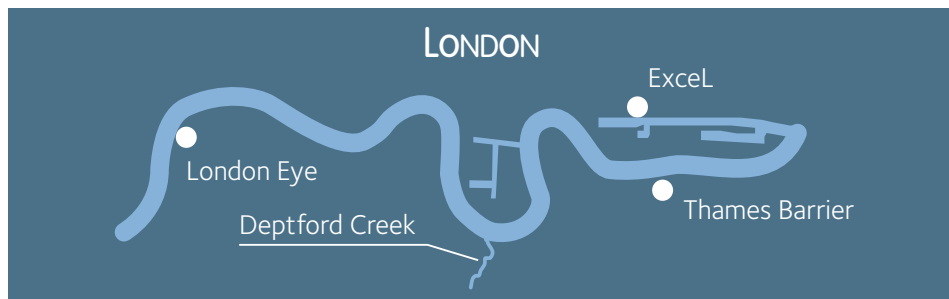 LONDON
ExceL
London Eye
Thames Barrier
Deptford Creek